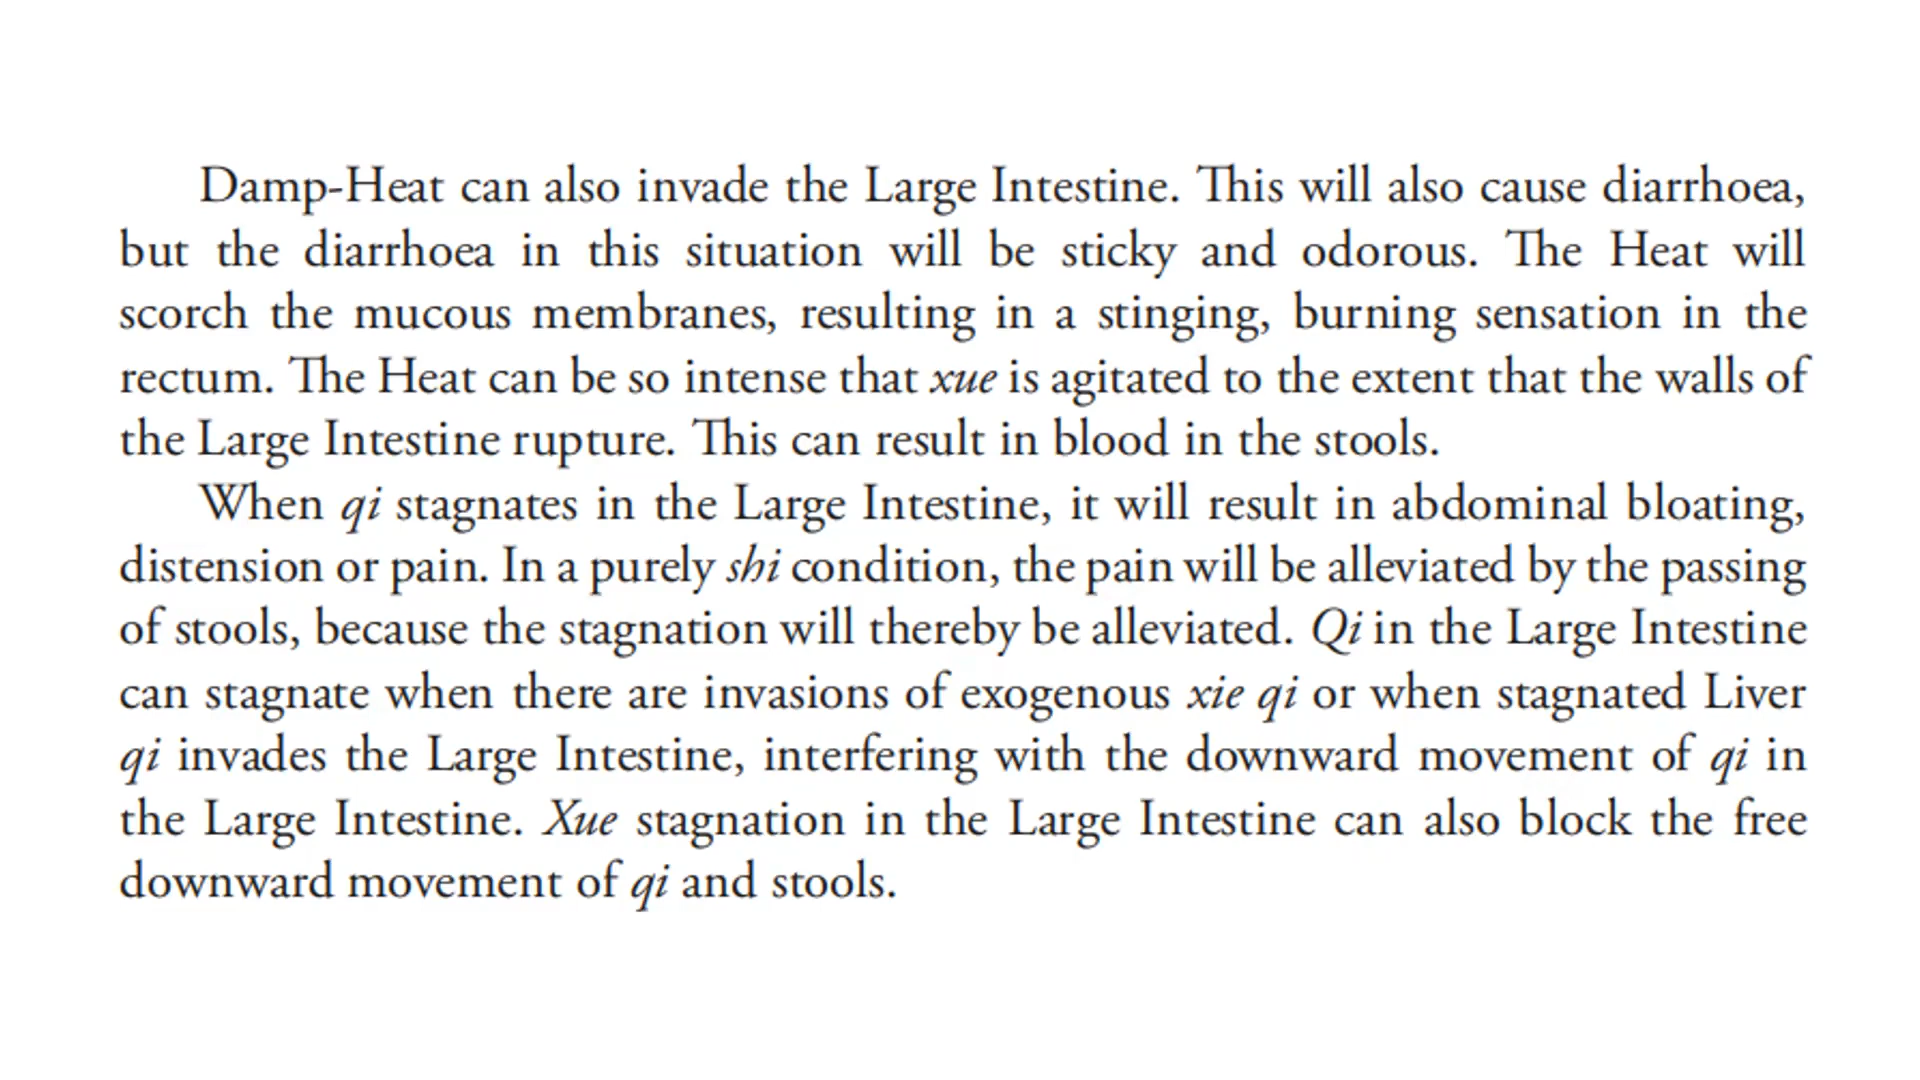 Damp-Heat can also invade the Large Intestine. This will also cause diarrhoea,
but the diarrhoea in this situation will be sticky and odorous. The Heat will
scorch the mucous membranes, resulting in a stinging, burning sensation in the
rectum. The Heat can be so intense that xue is agitated to the extent that the walls of
the Large Intestine rupture. This can result in blood in the stools.
When qi stagnates in the Large Intestine, it will result in abdominal bloating,
distension or pain. In a purely shi condition, the pain will be alleviated by the passing
of stools, because the stagnation will thereby be alleviated. Qi in the Large Intestine
can stagnate when there are invasions of exogenous xie qi or when stagnated Liver
qi invades the Large Intestine, interfering with the downward movement of qi in
the Large Intestine. Xue stagnation in the Large Intestine can also block the free
downward movement of qi and stools.